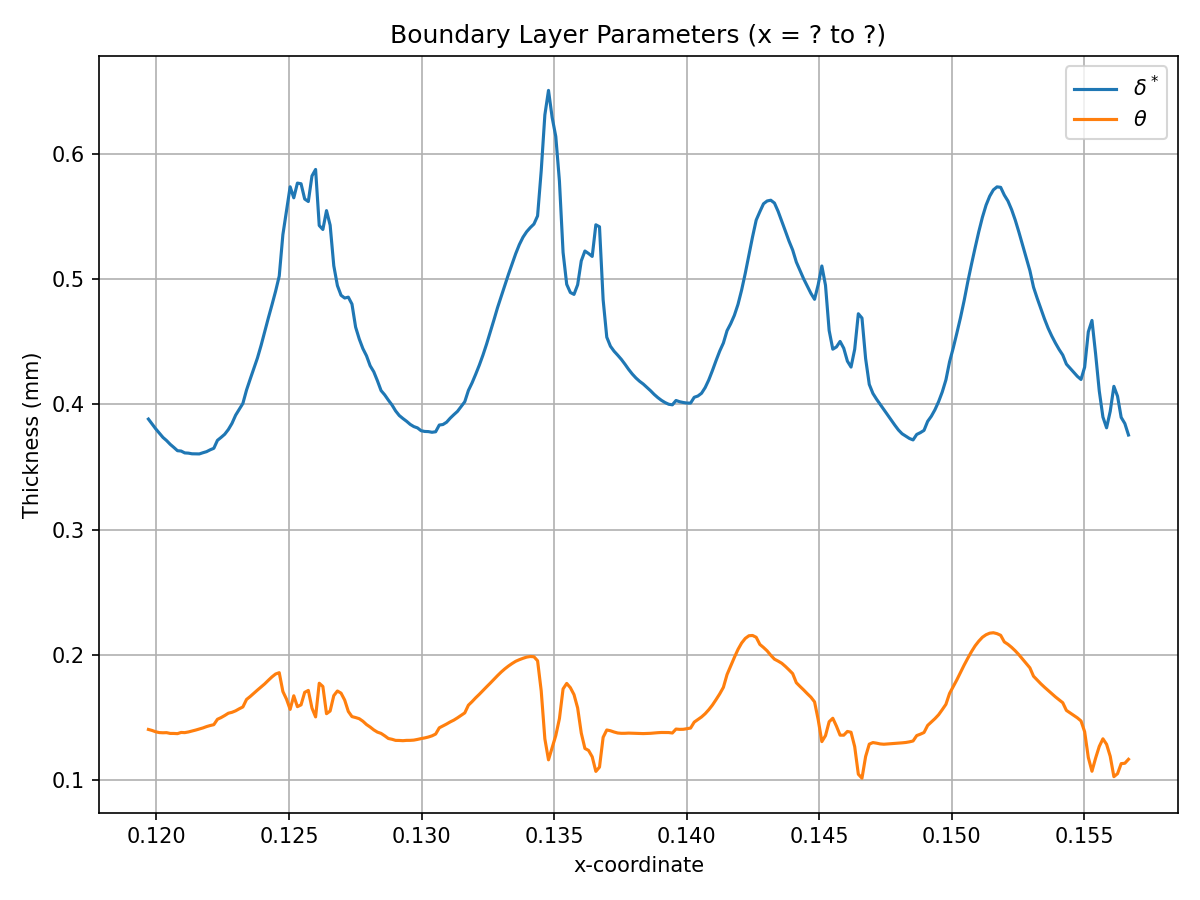 Boundary Layer Parameters (x = ? to ?)
δ*
θ
Thickness (mm)
0.6
0.5
0.4
0.3
0.2
0.1
0.120 0.125 0.130 0.135 0.140 0.145 0.150 0.155
x-coordinate